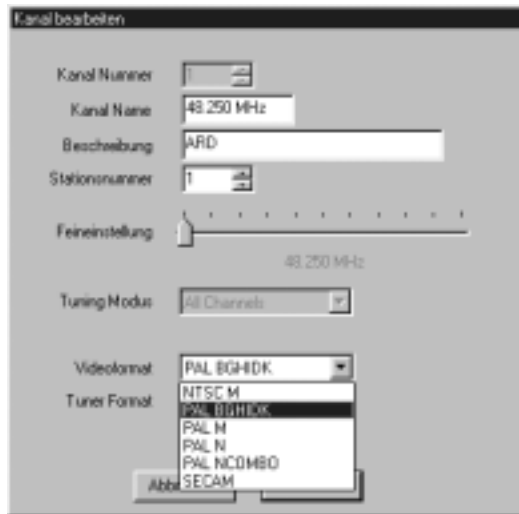 Kanal bearbeiten
Kanal Nummer 1
Kanal Name 48.250 MHz
Beschreibung ARD
Stationsnummer 1
Feineinstellung
48.250 MHz
Tuning Modus All Channels
Videoformat PAL BGHIDK
Tuner Format
NTSC M
PAL BGHIDK
PAL M
PAL N
PAL NCOMBO
SECAM